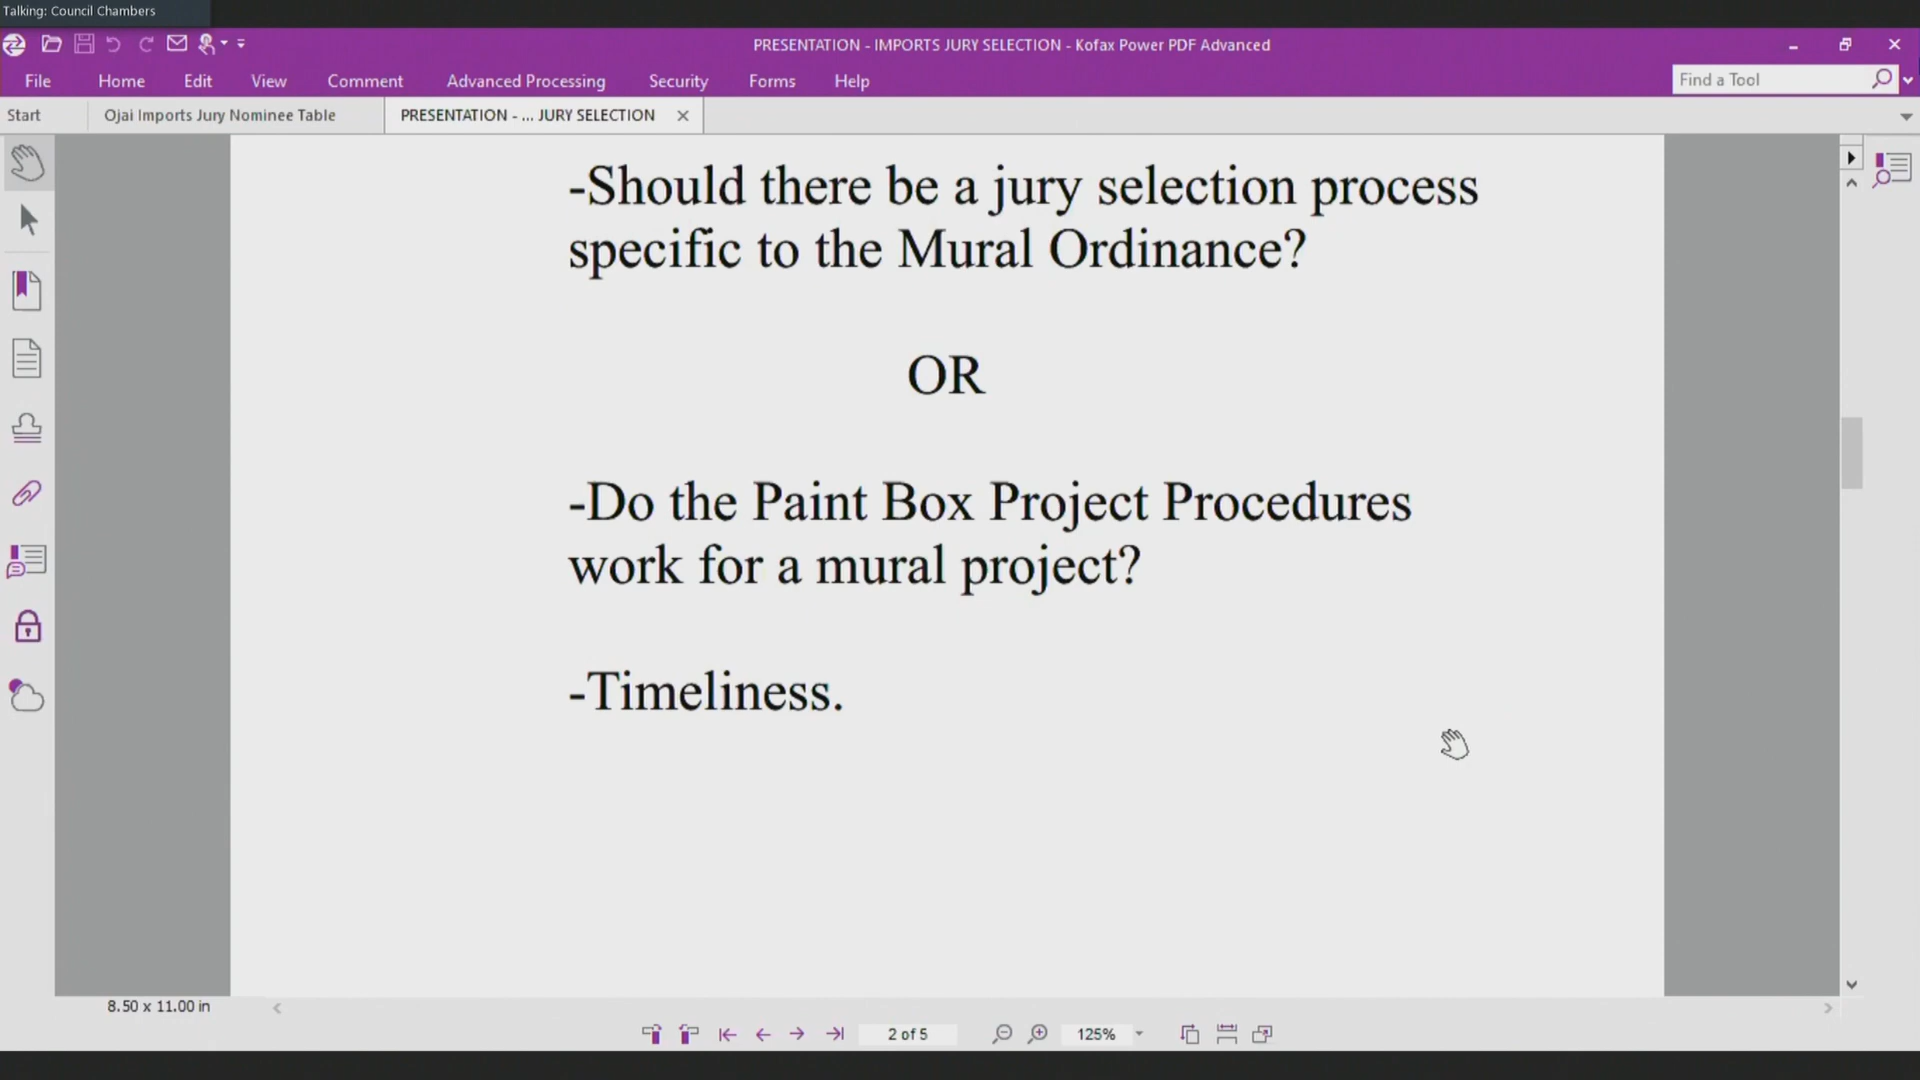 Talking: Council Chambers
PRESENTATION - IMPORTS JURY SELECTION - Kofax Power PDF Advanced
File Home Edit View Comment Advanced Processing Security Forms Help
Find a Tool
Start Ojai Imports Jury Nominee Table PRESENTATION - ... JURY SELECTION
-Should there be a jury selection process
specific to the Mural Ordinance?
OR
-Do the Paint Box Project Procedures
work for a mural project?
-Timeliness.
8.50 x 11.00 in
2 of 5 125%